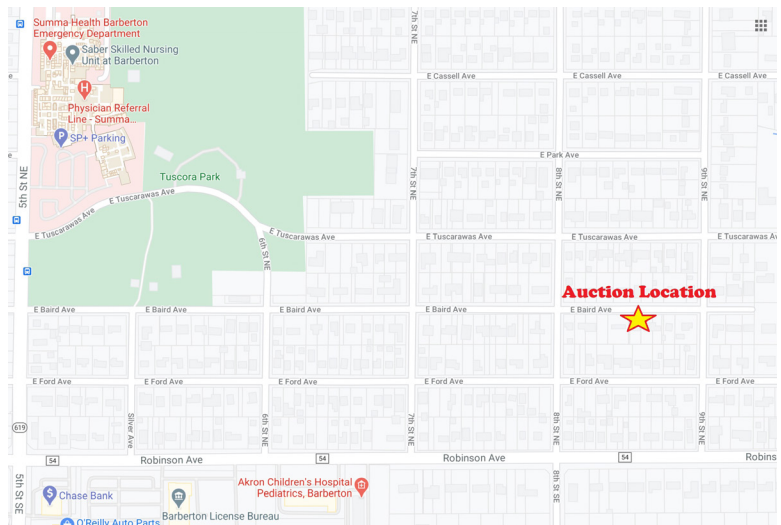 Summa Health Barberton
Emergency Department
Saber Skilled Nursing
Unit at Barberton
Physician Referral
Line - Summa...
SP+ Parking
5th St NE
7th St NE
E Cassell Ave
E Cassell Ave
E Cassell Ave
E Park Ave
Tuscora Park
7th St NE
8th St NE
9th St NE
E Tuscarawas Ave
E Tuscarawas Ave
E Tuscarawas Ave
E Tuscarawas Ave
E Tuscarawas Ave
E Tuscarawas Av
6th St NE
Auction Location
E Baird Ave
E Baird Ave
E Baird Ave
E Baird Ave
E Baird Ave
E Ford Ave
E Ford Ave
E Ford Ave
E Ford Ave
E Ford Ave
E Ford Ave
619
Silver Ave
6th St NE
7th St NE
8th St NE
9th St NE
54
Robinson Ave
54
Robinson Ave
54
Robins
5th St SE
8th St SE
Akron Children's Hospital
Pediatrics, Barberton
Chase Bank
Barberton License Bureau
O'Reilly Auto Parts